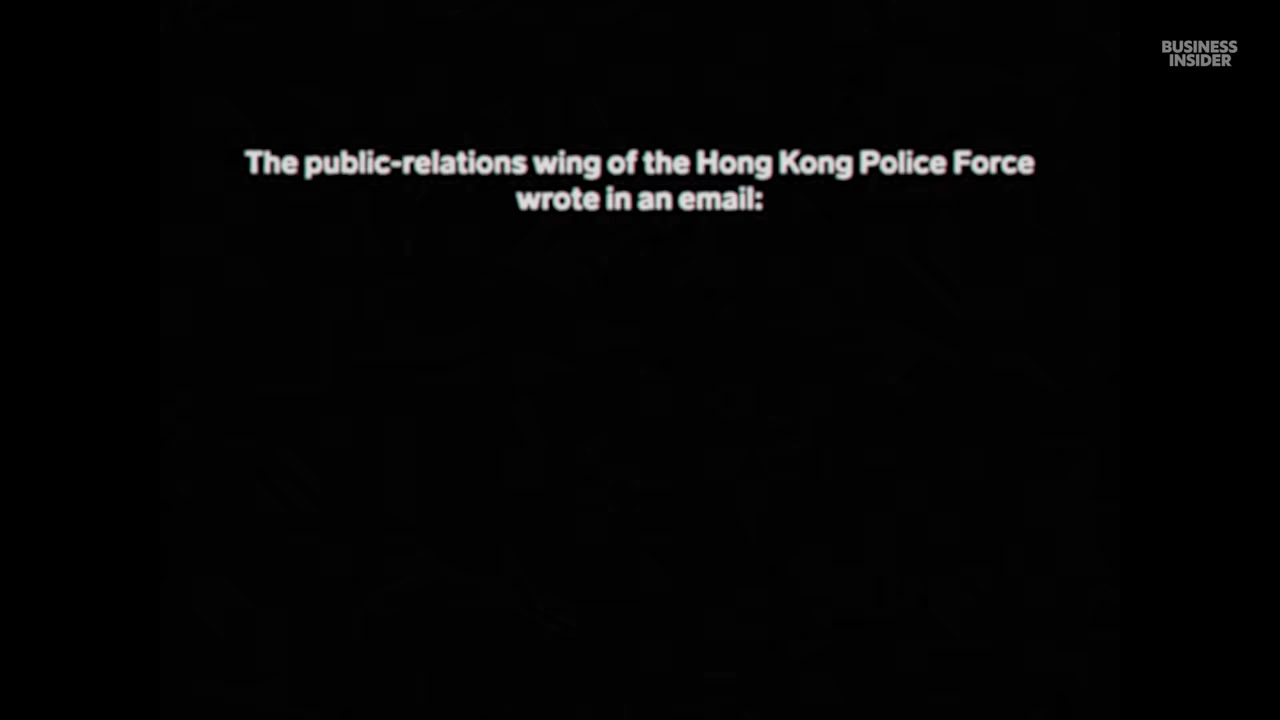 BUSINESS
INSIDER
The public-relations wing of the Hong Kong Police Force
wrote in an email: